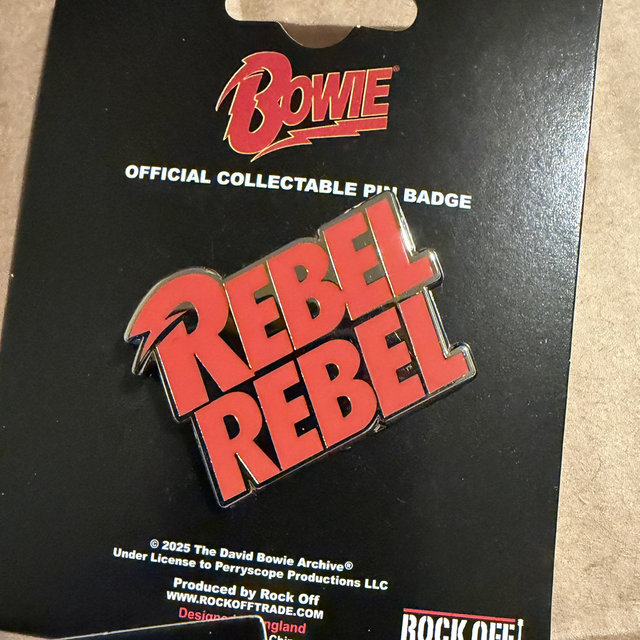 BOWIE®
OFFICIAL COLLECTABLE PIN BADGE
REBEL
REBEL
© 2025 The David Bowie Archive®
Under License to Perryscope Productions LLC
Produced by Rock Off
WWW.ROCKOFFTRADE.COM
England
ROCK OFF!